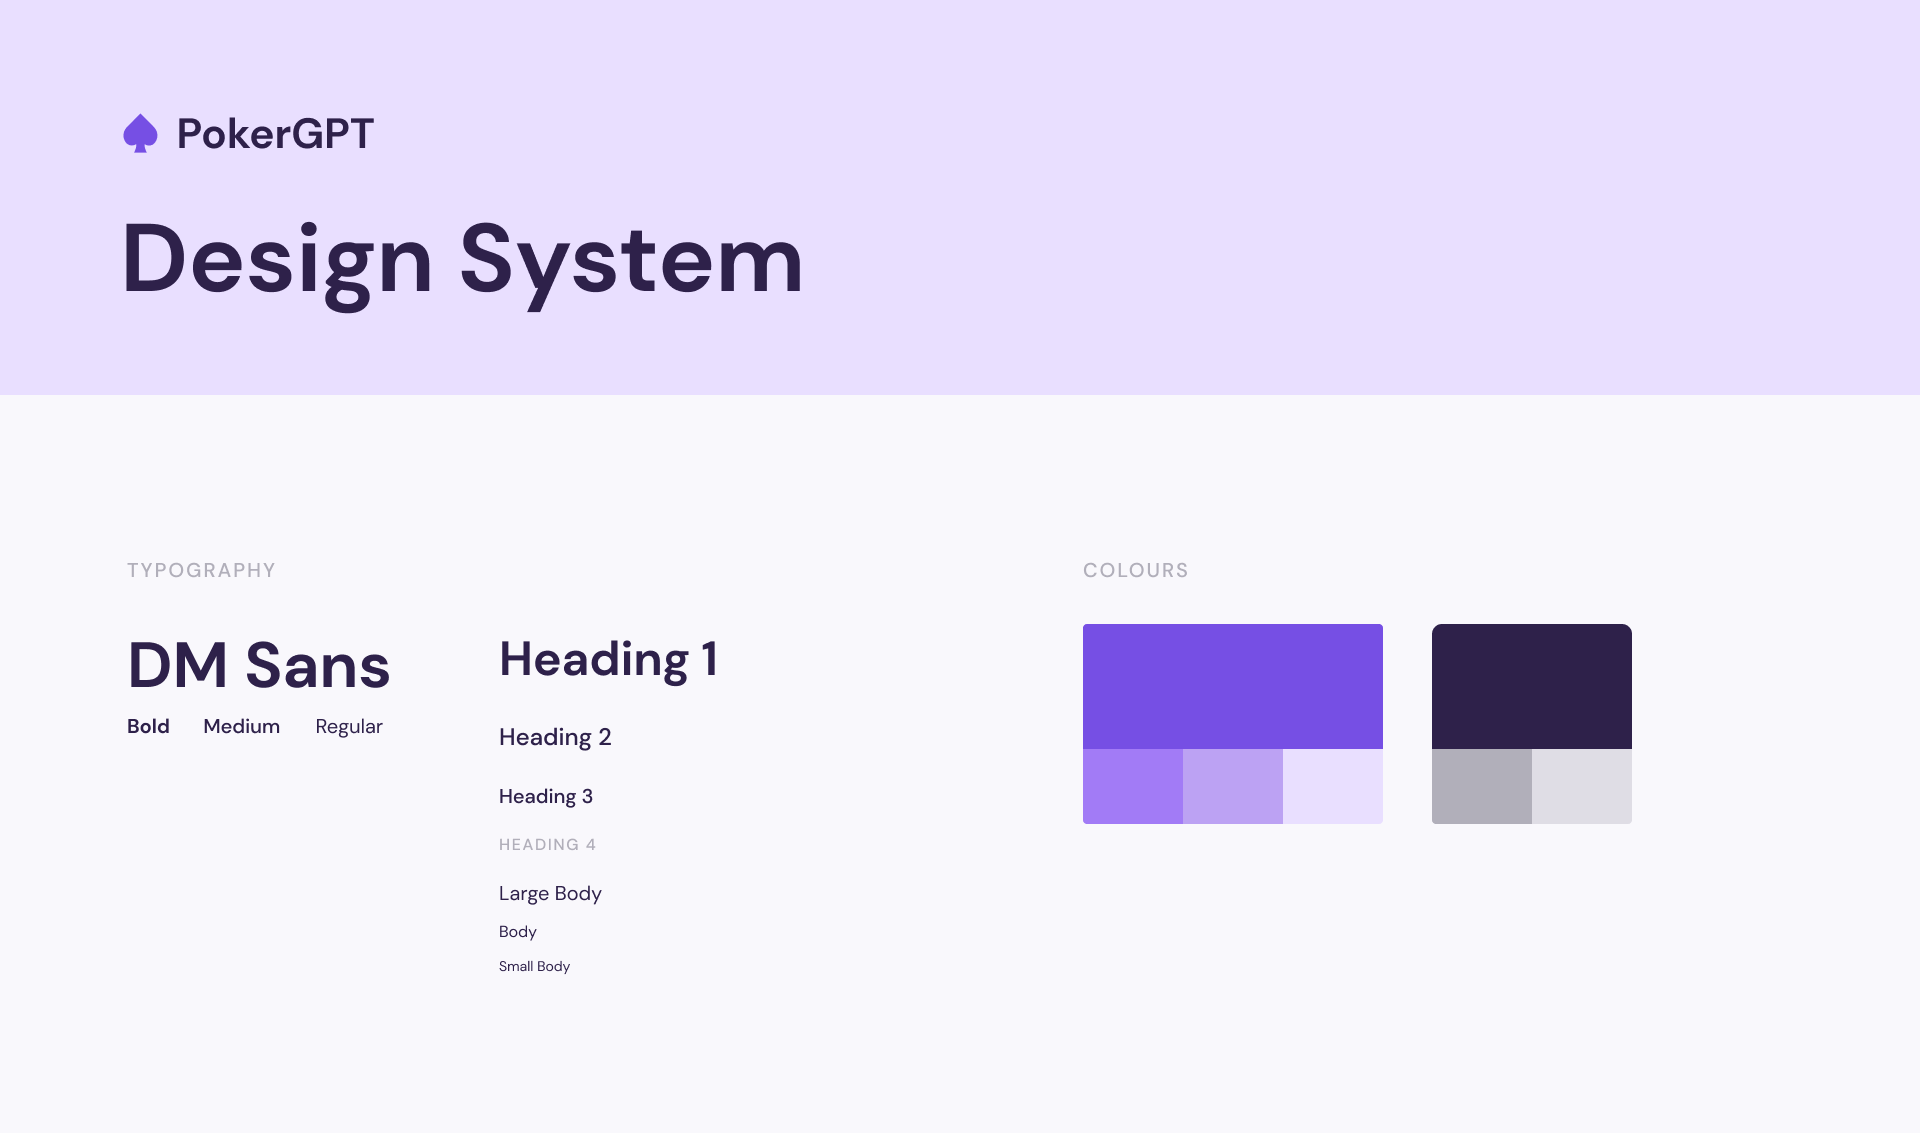 PokerGPT
Design System
TYPOGRAPHY
DM Sans
Bold Medium Regular
Heading 1
Heading 2
Heading 3
HEADING 4
Large Body
Body
Small Body
COLOURS